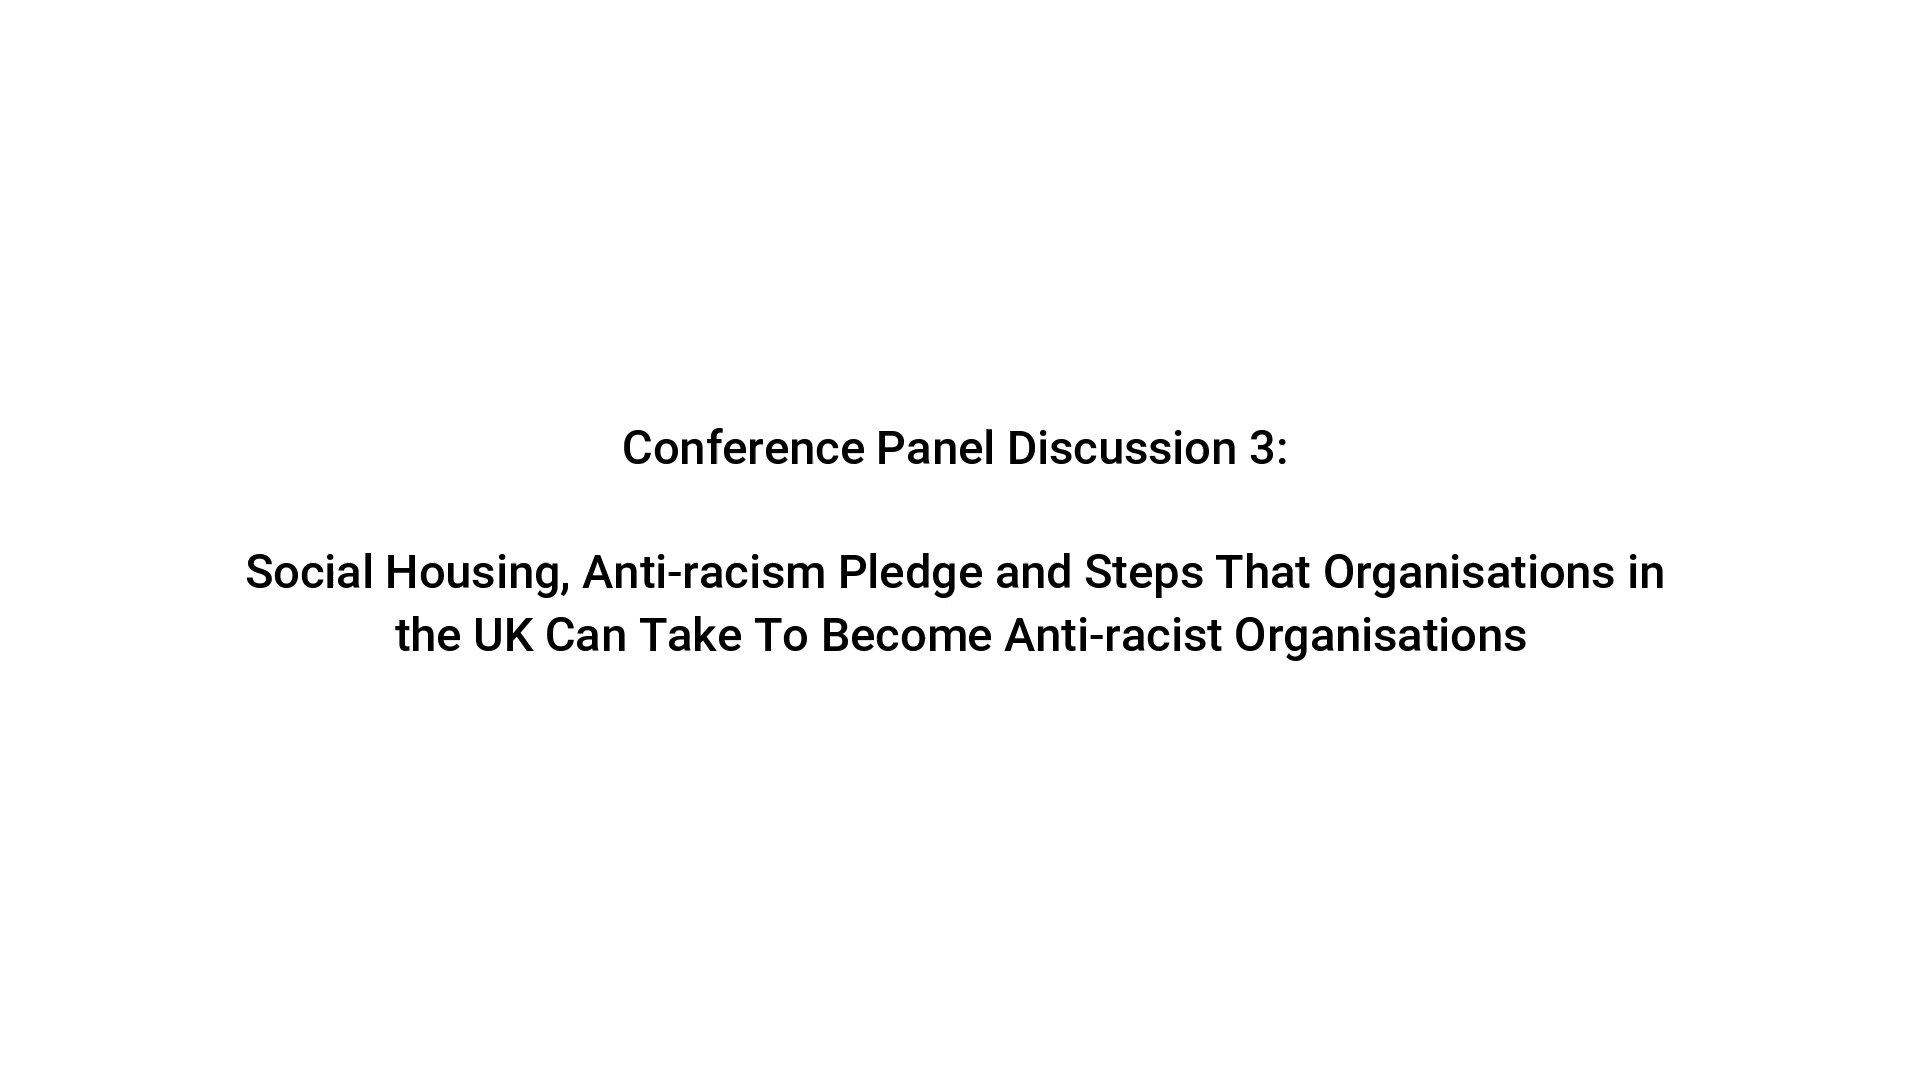 Conference Panel Discussion 3:
Social Housing, Anti-racism Pledge and Steps That Organisations in
the UK Can Take To Become Anti-racist Organisations